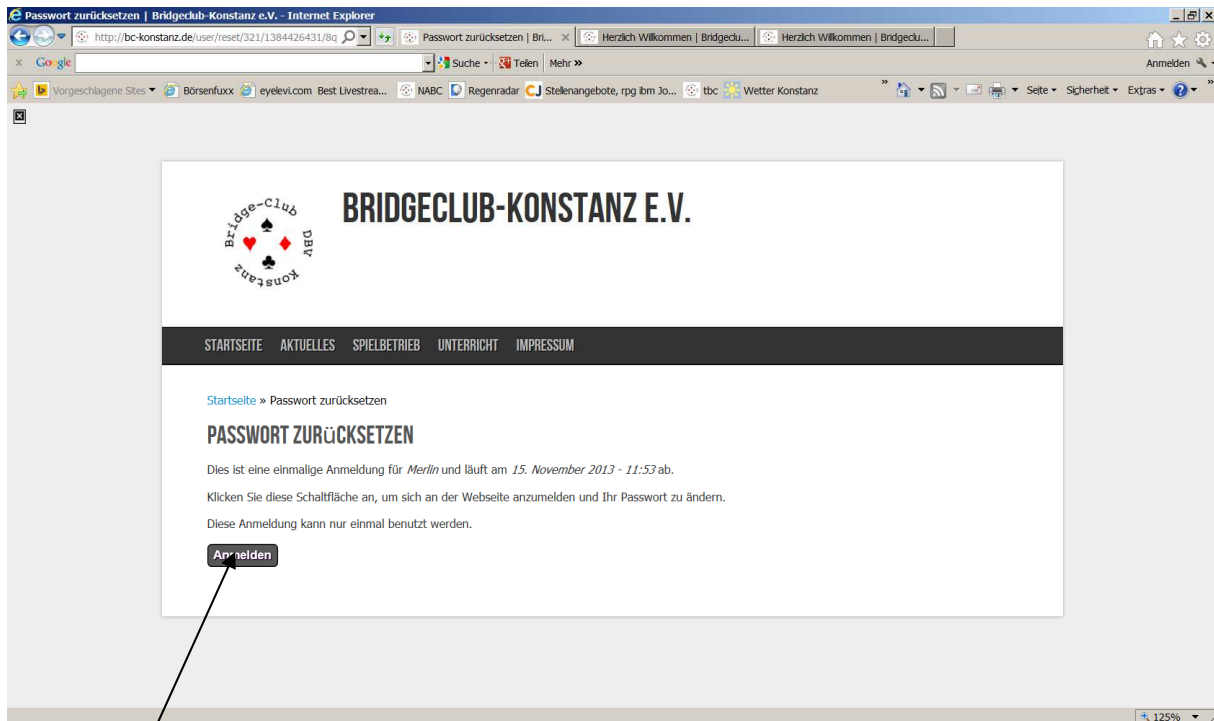 Passwort zurücksetzen | Bridgeclub-Konstanz e.V. - Internet Explorer
http://bc-konstanz.de/user/reset/321/1384426431/8q
Passwort zurücksetzen | Bri...
Herzlich Willkommen | Bridgeclu...
Herzlich Willkommen | Bridgeclu...
x Google Suche Teilen Mehr » Anmelden
Vorgeschlagene Sites Börsenfuxx eyelevi.com Best Livestrea... NABC Regenradar CJ Stellenangebote, rpg ibm Jo... tbc Wetter Konstanz » Seite Sicherheit Extras »
Bridge-Club DBV Konstanz
BRIDGECLUB-KONSTANZ E.V.
STARTSEITE AKTUELLES SPIELBETRIEB UNTERRICHT IMPRESSUM
Startseite » Passwort zurücksetzen
PASSWORT ZURüCKSETZEN
Dies ist eine einmalige Anmeldung für Merlin und läuft am 15. November 2013 - 11:53 ab.
Klicken Sie diese Schaltfläche an, um sich an der Webseite anzumelden und Ihr Passwort zu ändern.
Diese Anmeldung kann nur einmal benutzt werden.
Anmelden
125%